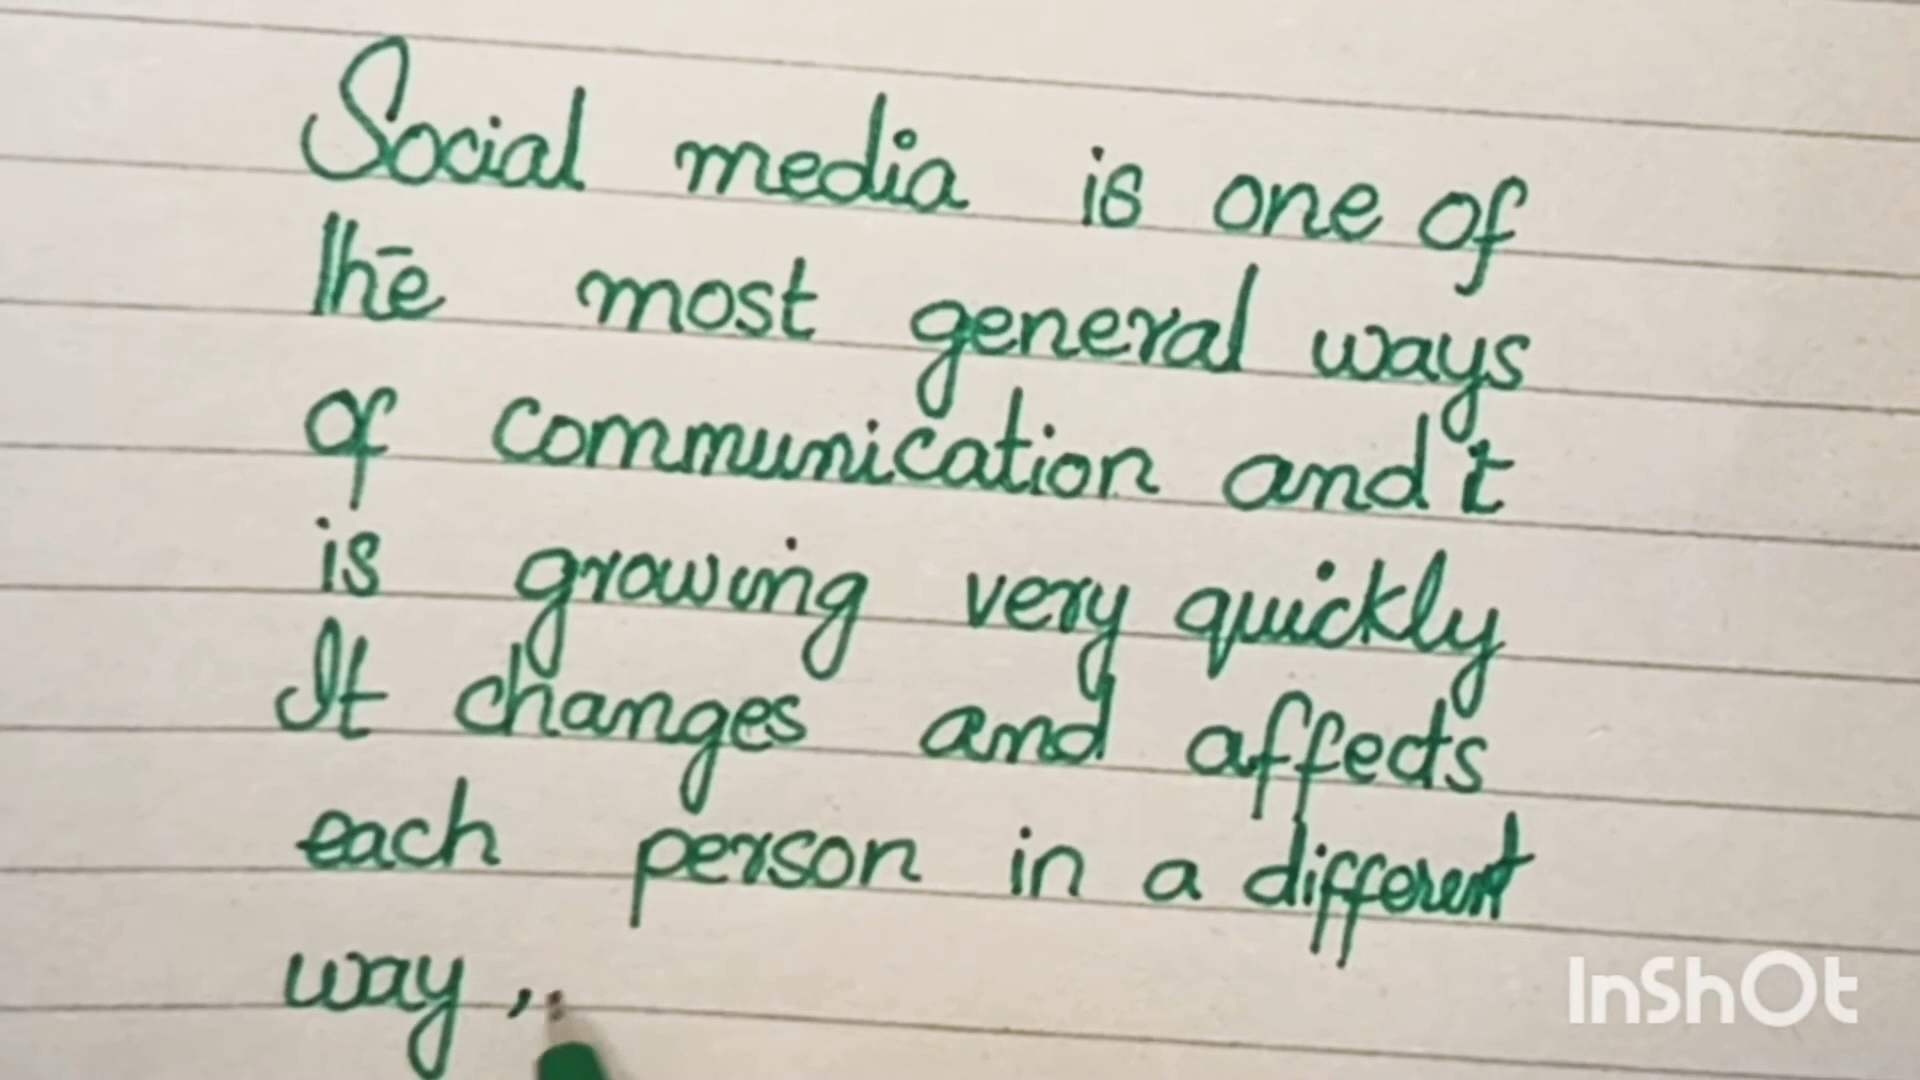 Social media is one of
the most general ways
of communication and it
is growing very quickly
It changes and affects
each person in a different
way,
InShOt